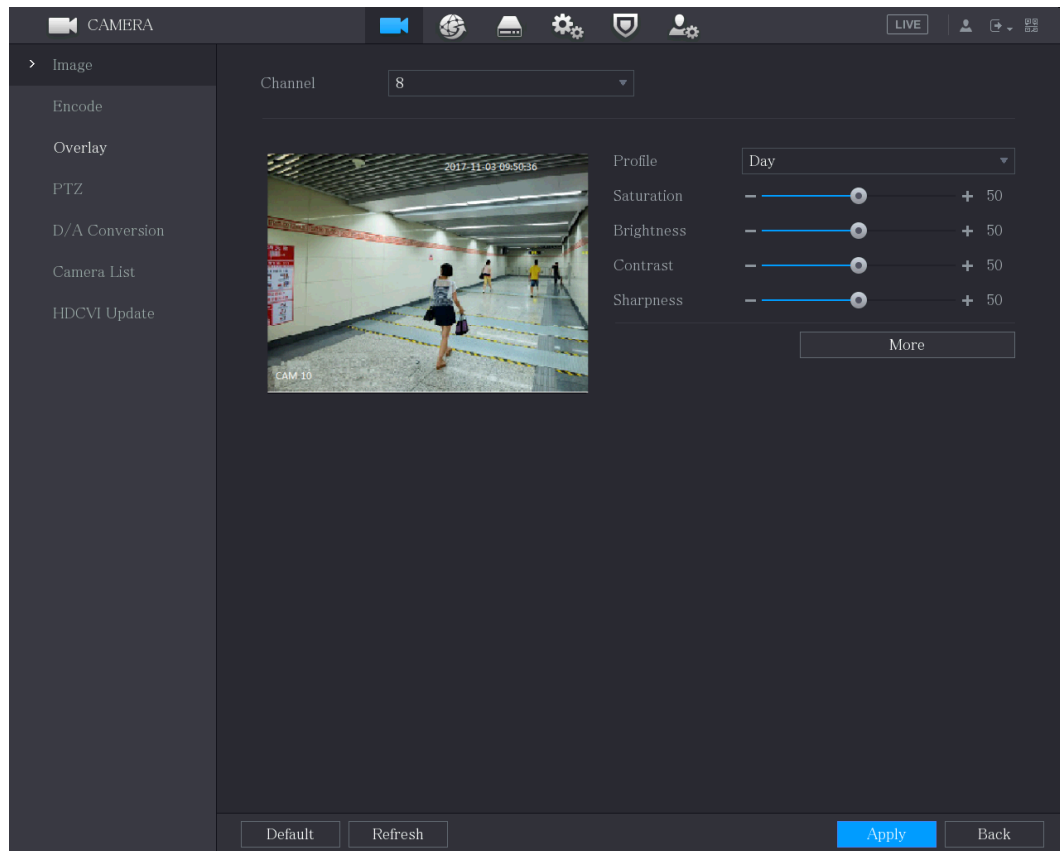 CAMERA
LIVE
Image
Encode
Overlay
PTZ
D/A Conversion
Camera List
HDCVI Update
Channel 8
2017-11-03 09:50:36
CAM 10
Profile Day
Saturation 50
Brightness 50
Contrast 50
Sharpness 50
More
Default Refresh Apply Back